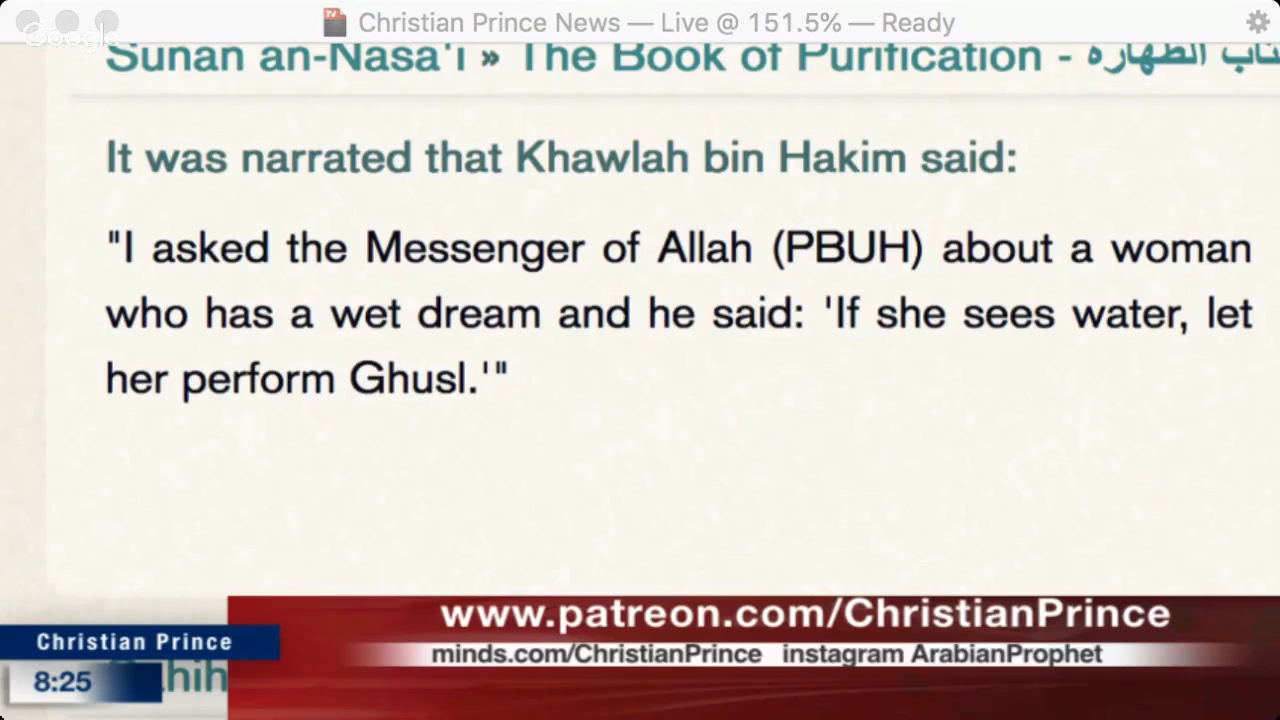 Christian Prince News — Live @ 151.5% — Ready
Google
Sunan an-Nasa'i » The Book of Purification - كتاب الطهارة
It was narrated that Khawlah bin Hakim said:
"I asked the Messenger of Allah (PBUH) about a woman
who has a wet dream and he said: 'If she sees water, let
her perform Ghusl.'"
www.patreon.com/ChristianPrince
Christian Prince
minds.com/ChristianPrince instagram ArabianProphet
8:25